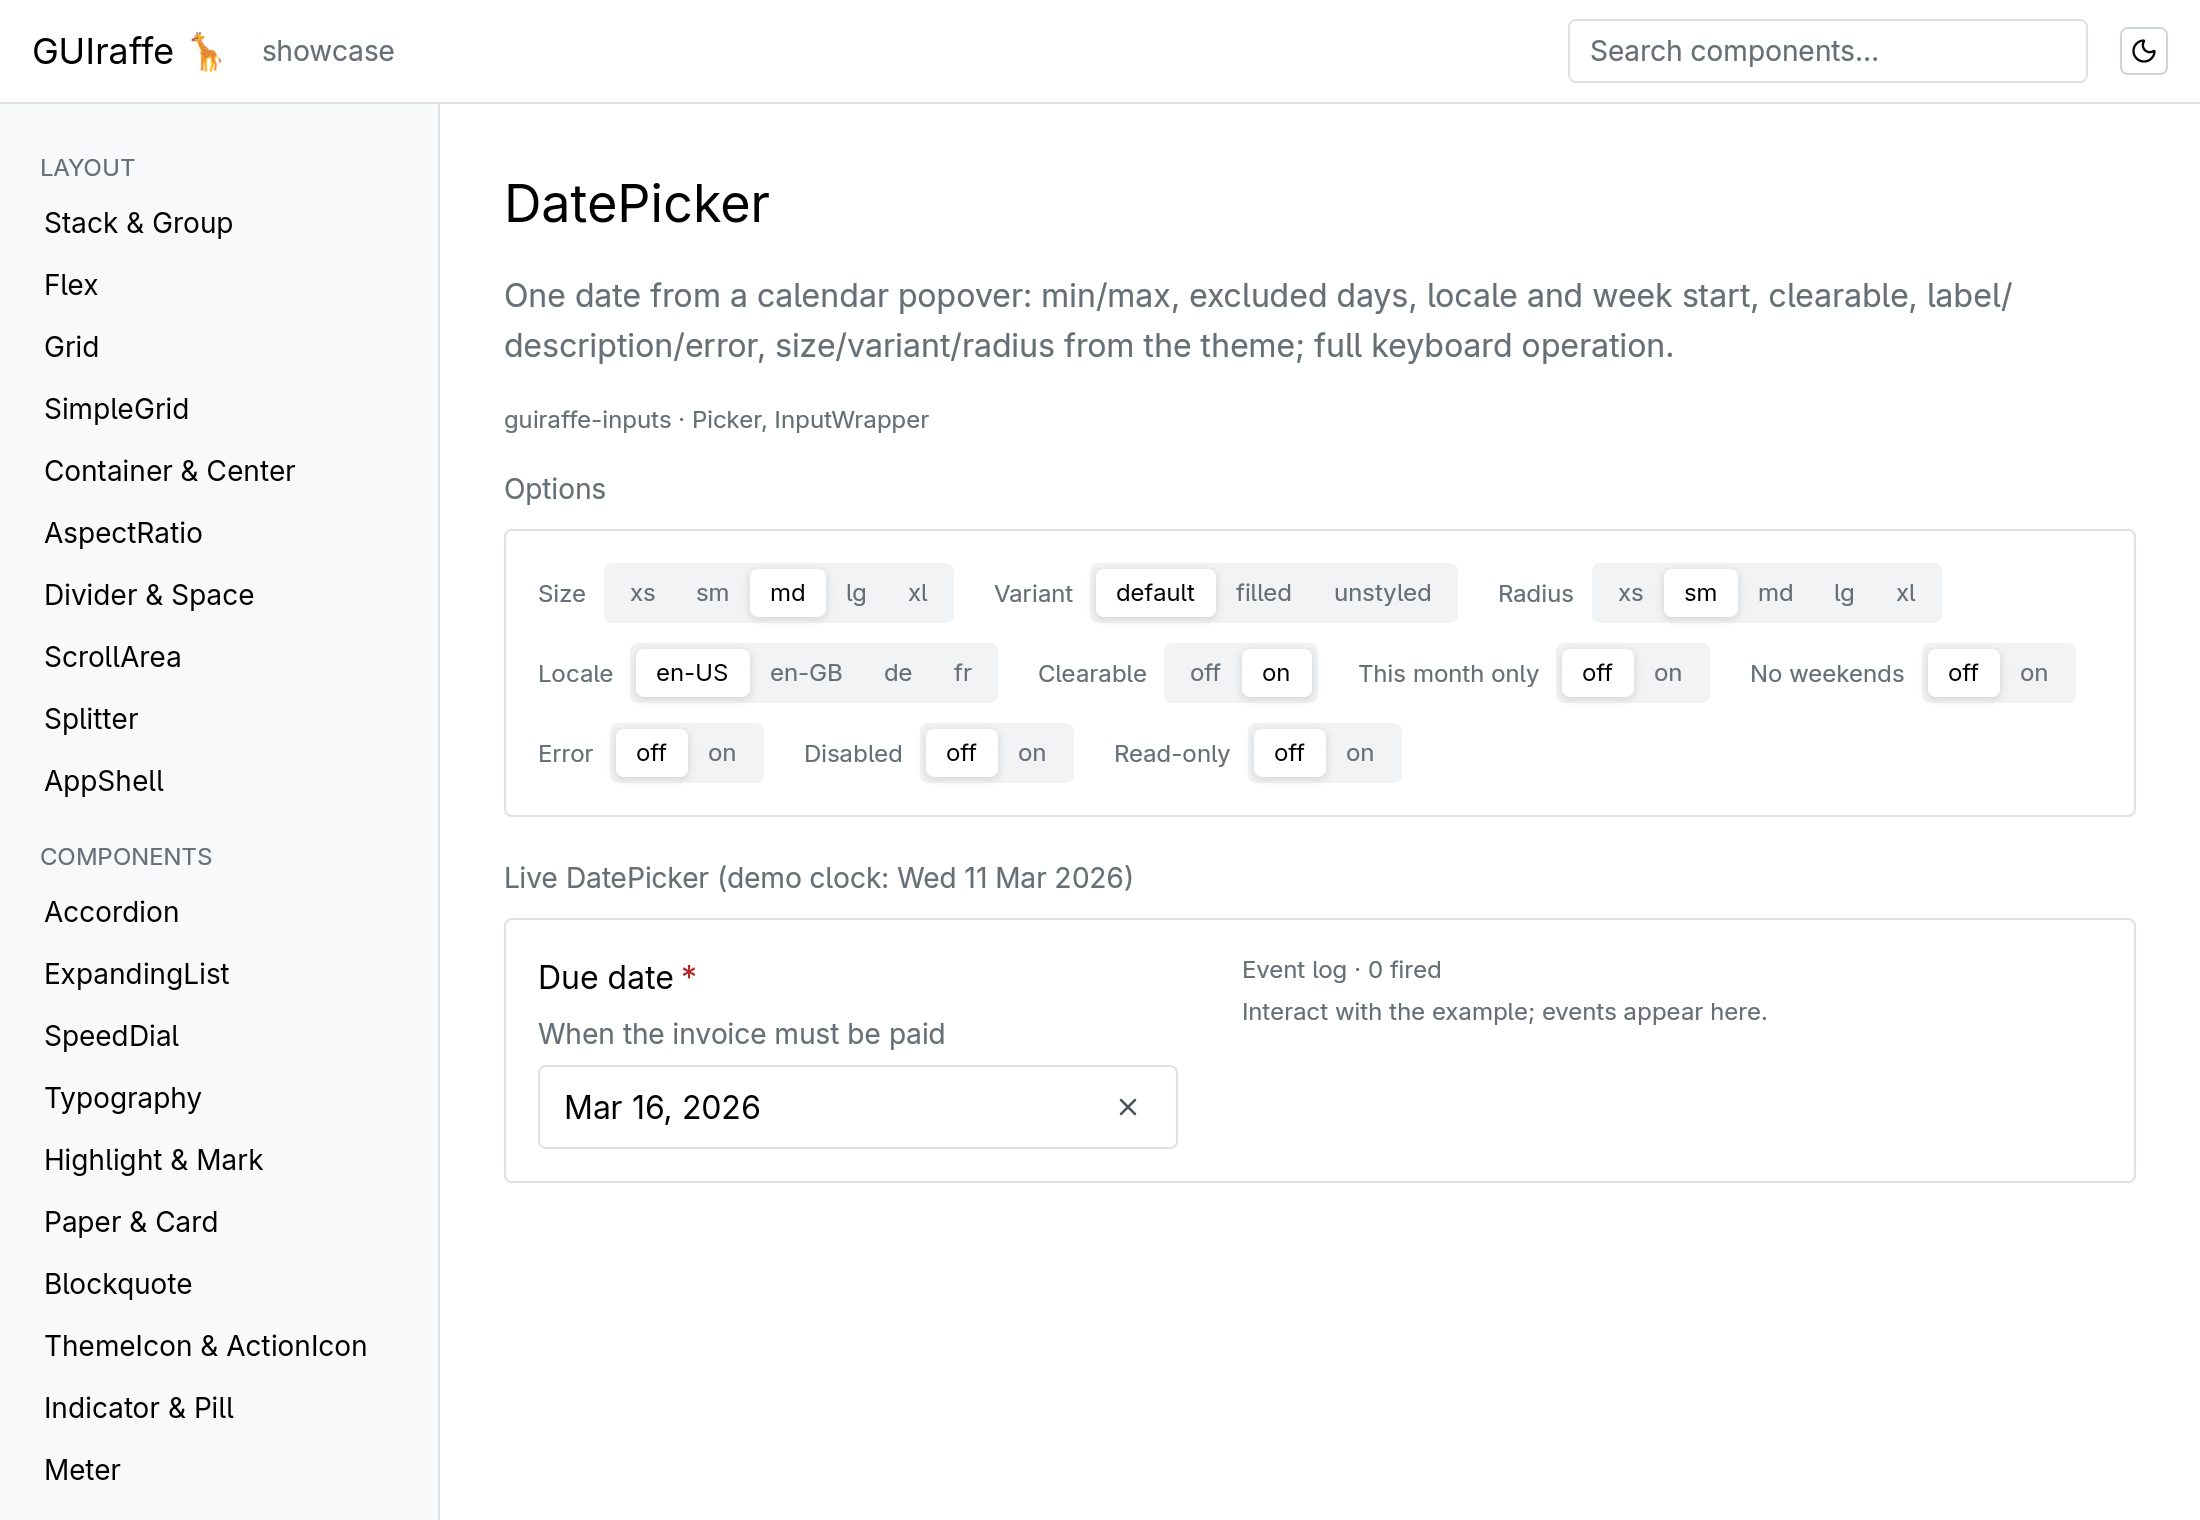 GUIraffe 🦒 showcase Search components...
LAYOUT
Stack & Group
Flex
Grid
SimpleGrid
Container & Center
AspectRatio
Divider & Space
ScrollArea
Splitter
AppShell
COMPONENTS
Accordion
ExpandingList
SpeedDial
Typography
Highlight & Mark
Paper & Card
Blockquote
ThemeIcon & ActionIcon
Indicator & Pill
Meter
DatePicker
One date from a calendar popover: min/max, excluded days, locale and week start, clearable, label/
description/error, size/variant/radius from the theme; full keyboard operation.
guiraffe-inputs · Picker, InputWrapper
Options
Size xs sm md lg xl Variant default filled unstyled Radius xs sm md lg xl
Locale en-US en-GB de fr Clearable off on This month only off on No weekends off on
Error off on Disabled off on Read-only off on
Live DatePicker (demo clock: Wed 11 Mar 2026)
Due date *
When the invoice must be paid
Mar 16, 2026
Event log · 0 fired
Interact with the example; events appear here.